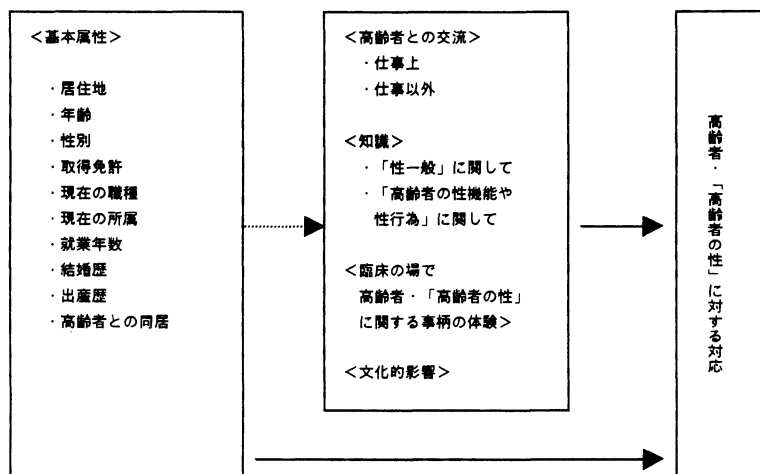 ＜基本属性＞
・居住地
・年齢
・性別
・取得免許
・現在の職種
・現在の所属
・就業年数
・結婚歴
・出産歴
・高齢者との同居
＜高齢者との交流＞
・仕事上
・仕事以外
＜知識＞
・「性一般」に関して
・「高齢者の性機能や
性行為」に関して
＜臨床の場で
高齢者・「高齢者の性」
に関する事柄の体験＞
＜文化的影響＞
高齢者・「高齢者の性」に対する対応